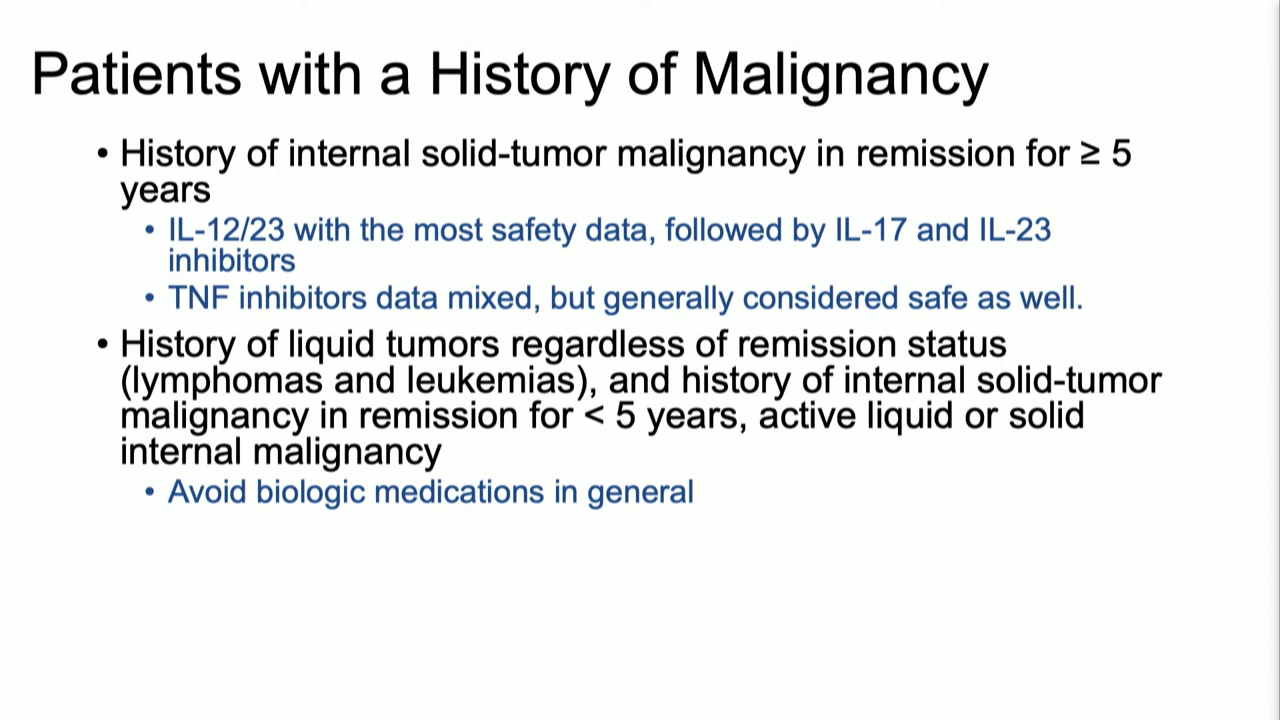 Patients with a History of Malignancy
• History of internal solid-tumor malignancy in remission for ≥ 5
years
• IL-12/23 with the most safety data, followed by IL-17 and IL-23
inhibitors
• TNF inhibitors data mixed, but generally considered safe as well.
• History of liquid tumors regardless of remission status
(lymphomas and leukemias), and history of internal solid-tumor
malignancy in remission for < 5 years, active liquid or solid
internal malignancy
• Avoid biologic medications in general